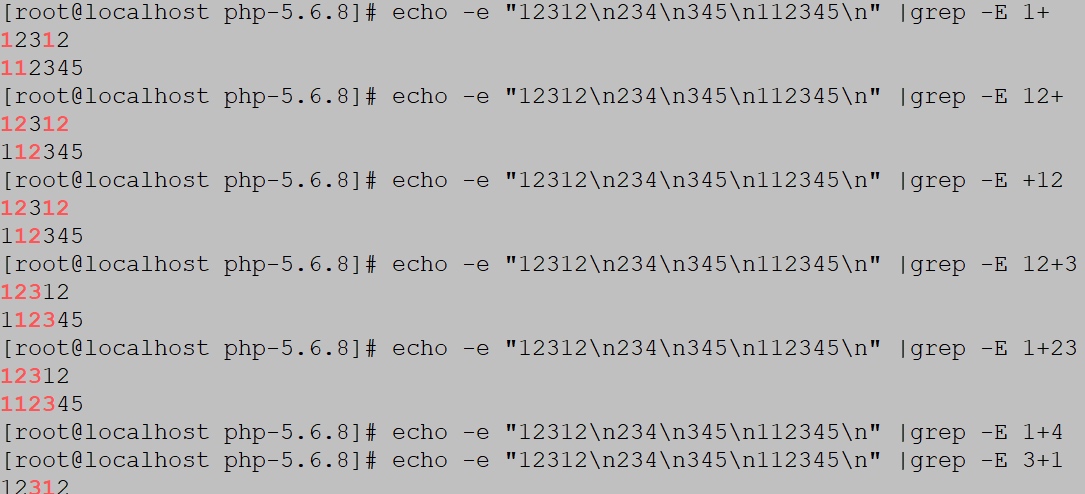 [root@localhost php-5.6.8]# echo -e "12312\n234\n345\n112345\n" |grep -E 1+
12312
112345
[root@localhost php-5.6.8]# echo -e "12312\n234\n345\n112345\n" |grep -E 12+
12312
112345
[root@localhost php-5.6.8]# echo -e "12312\n234\n345\n112345\n" |grep -E +12
12312
112345
[root@localhost php-5.6.8]# echo -e "12312\n234\n345\n112345\n" |grep -E 12+3
12312
112345
[root@localhost php-5.6.8]# echo -e "12312\n234\n345\n112345\n" |grep -E 1+23
12312
112345
[root@localhost php-5.6.8]# echo -e "12312\n234\n345\n112345\n" |grep -E 1+4
[root@localhost php-5.6.8]# echo -e "12312\n234\n345\n112345\n" |grep -E 3+1
12312